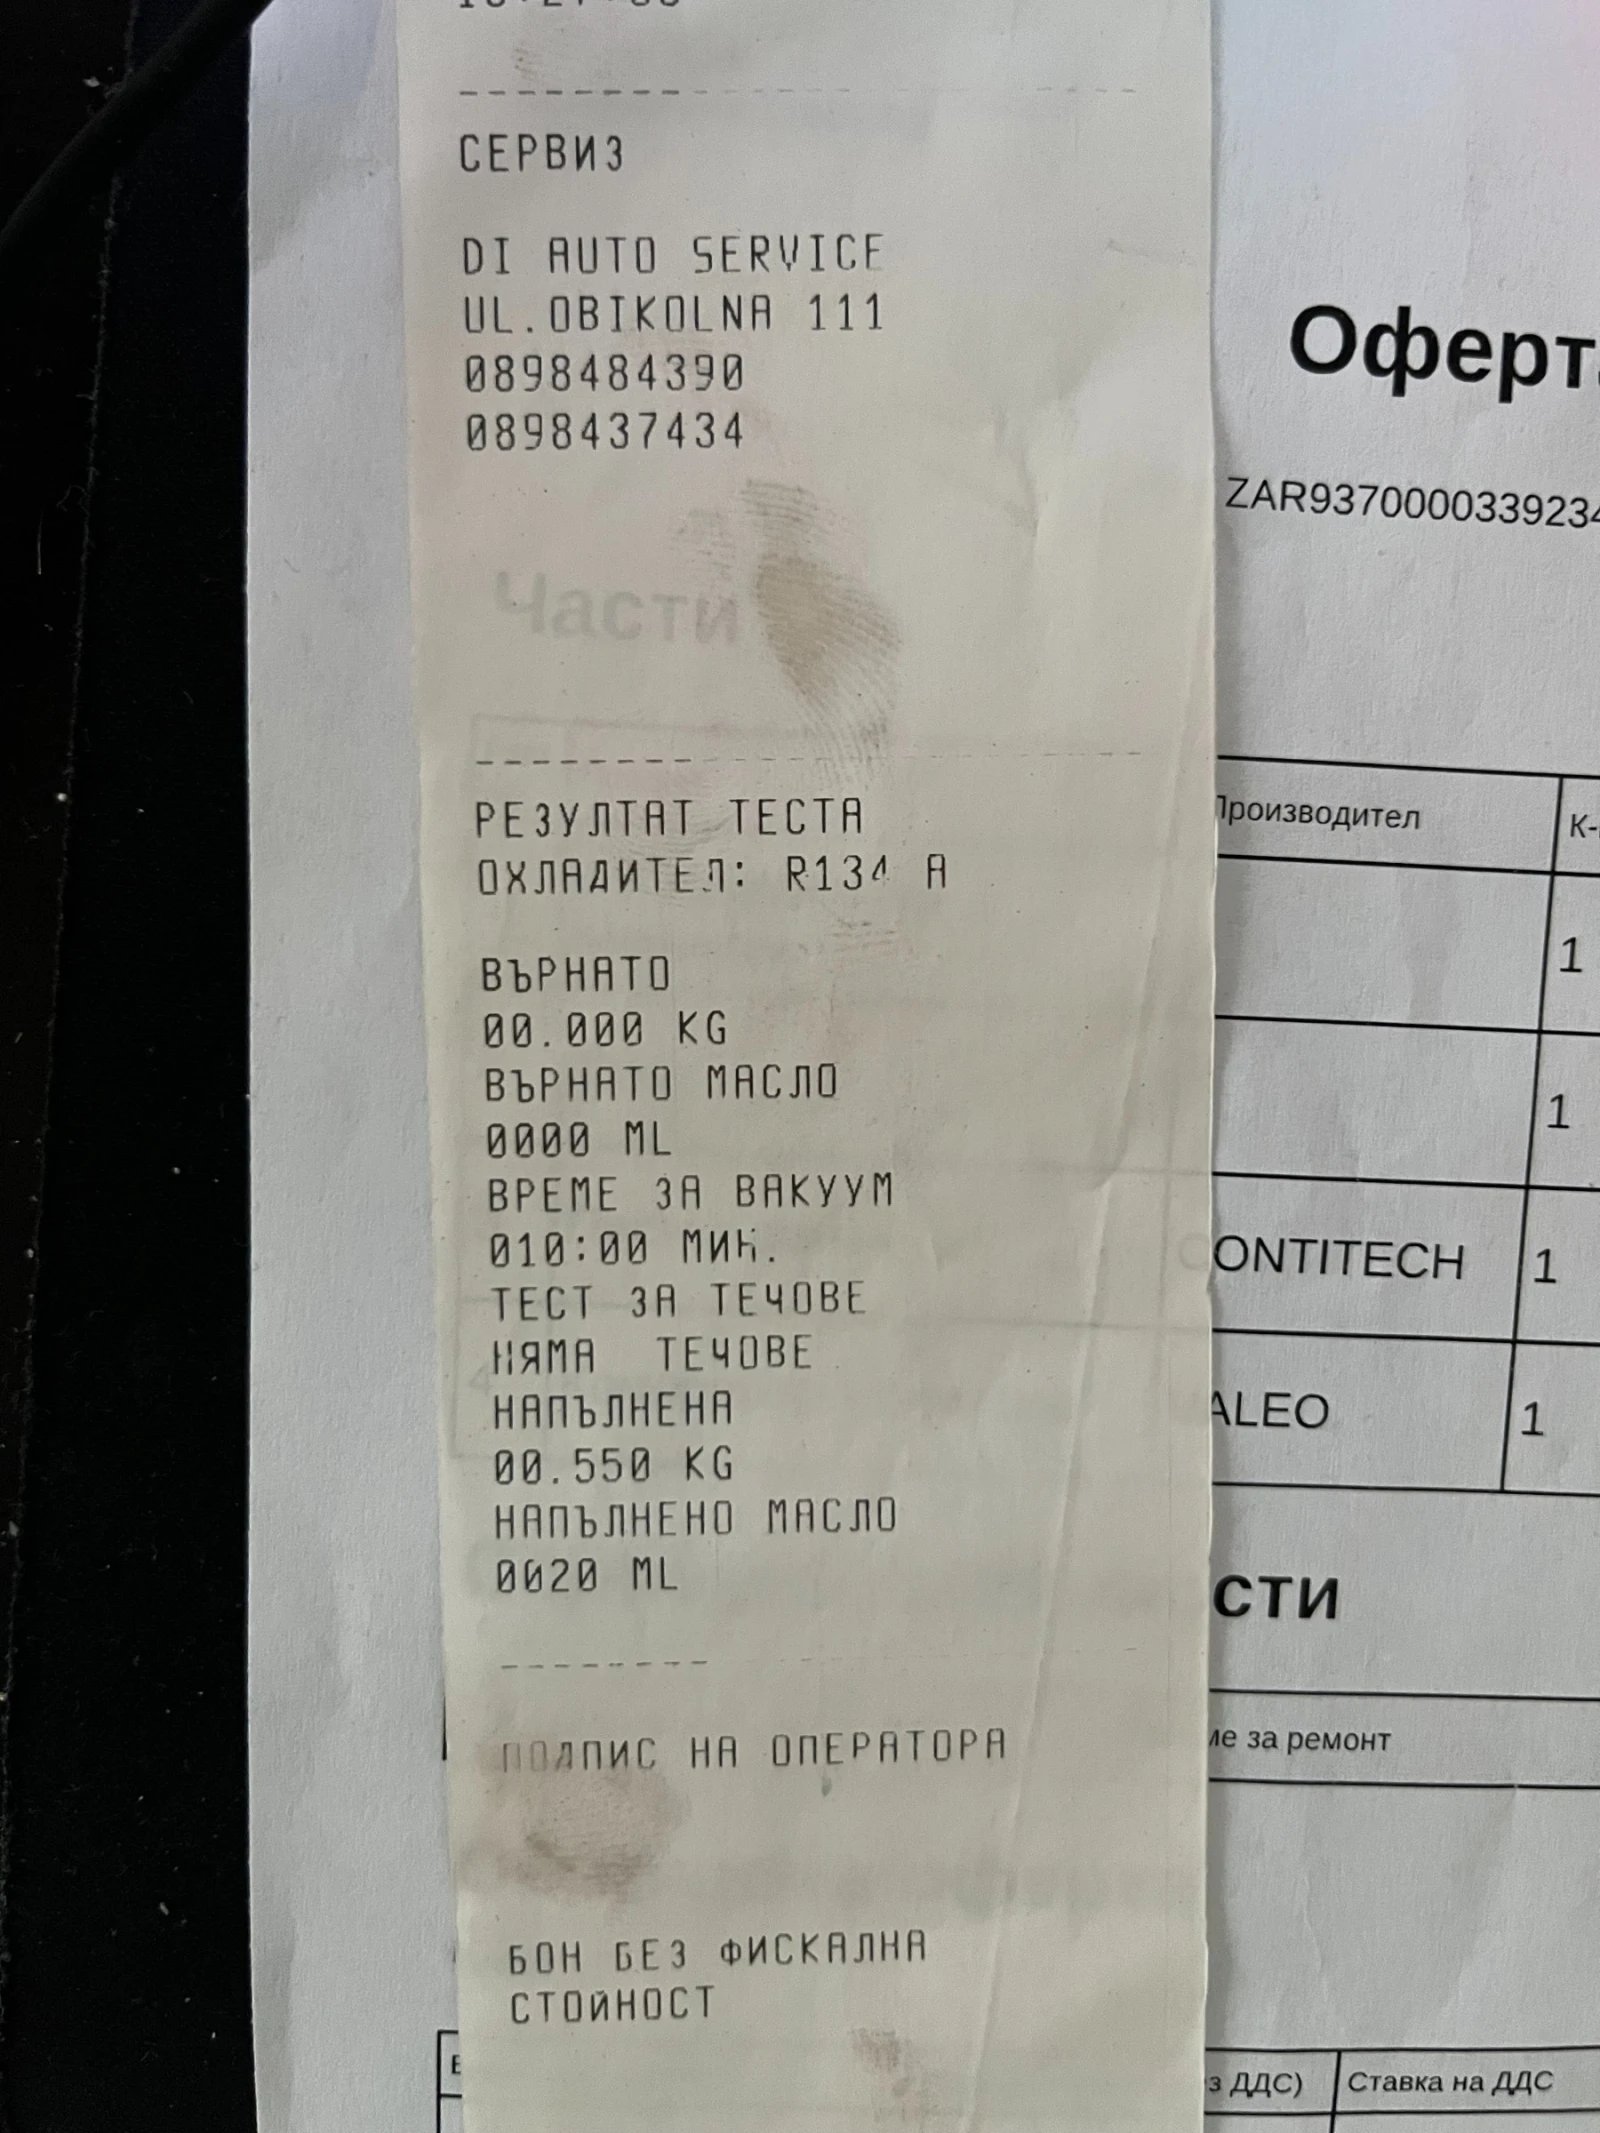 СЕРВИЗ
DI AUTO SERVICE
UL.OBIKOLNA 111
0898484390
0898437434
Части
РЕЗУЛТАТ ТЕСТА
ОХЛАДИТЕЛ: R134 A
ВЪРНАТО
00.000 KG
ВЪРНАТО МАСЛО
0000 ML
ВРЕМЕ ЗА ВАКУУМ
010:00 МИН.
ТЕСТ ЗА ТЕЧОВЕ
НЯМА ТЕЧОВЕ
НАПЪЛНЕНА
00.550 KG
НАПЪЛНЕНО МАСЛО
0020 ML
ПОДПИС НА ОПЕРАТОРА
БОН БЕЗ ФИСКАЛНА
СТОЙНОСТ
Оферт
ZAR9370000339234
Производител К-
1
1
ONTITECH 1
ALEO 1
сти
ме за ремонт
з ДДС) Ставка на ДДС